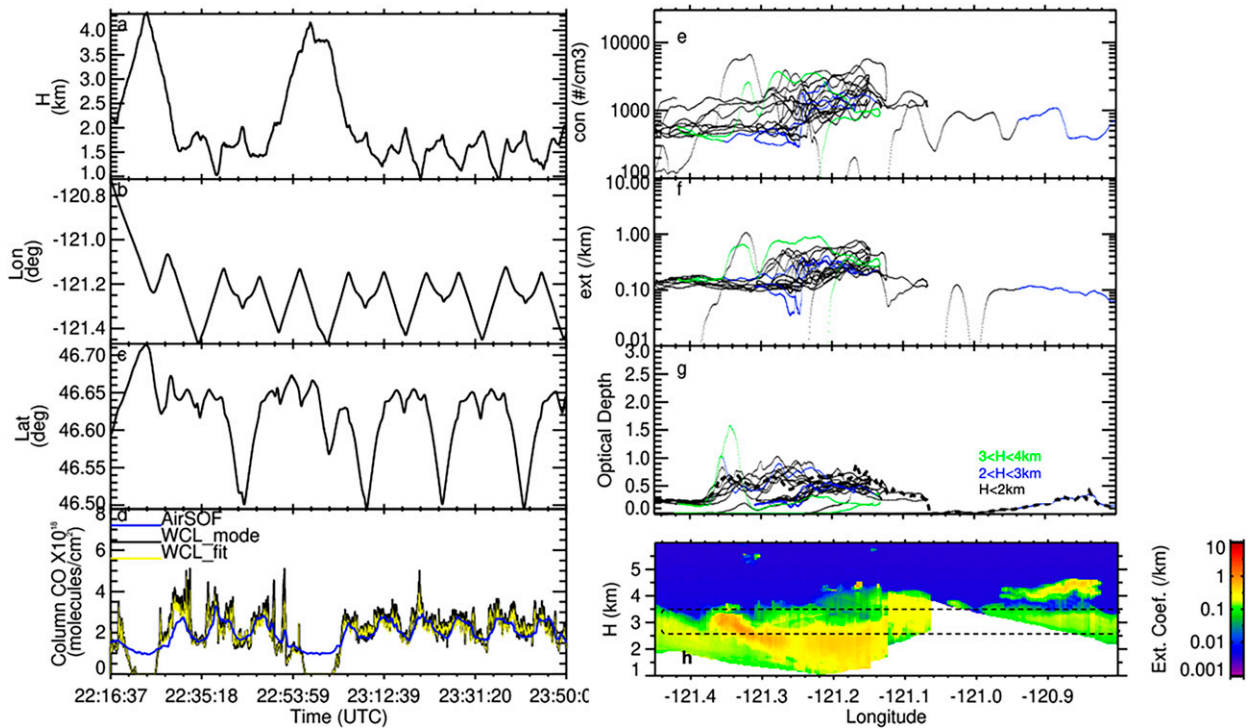 a
H
(km)
4.0
3.5
3.0
2.5
2.0
1.5
1.0
b
Lon
(deg)
-120.8
-121.0
-121.2
-121.4
c
Lat
(deg)
46.70
46.65
46.60
46.55
46.50
d
Column CO X10¹⁸
(molecules/cm²)
8
6
4
2
0
AirSOF
WCL_mode
WCL_fit
22:16:37 22:35:18 22:53:59 23:12:39 23:31:20 23:50:0
Time (UTC)
e
con (#/cm3)
10000
1000
100
f
ext (/km)
10.00
1.00
0.10
0.01
g
Optical Depth
3.0
2.5
2.0
1.5
1.0
0.5
0.0
3<H<4km
2<H<3km
H<2km
h
H (km)
5
4
3
2
1
-121.4 -121.3 -121.2 -121.1 -121.0 -120.9
Longitude
Ext. Coef. (/km)
10
1
0.1
0.01
0.001